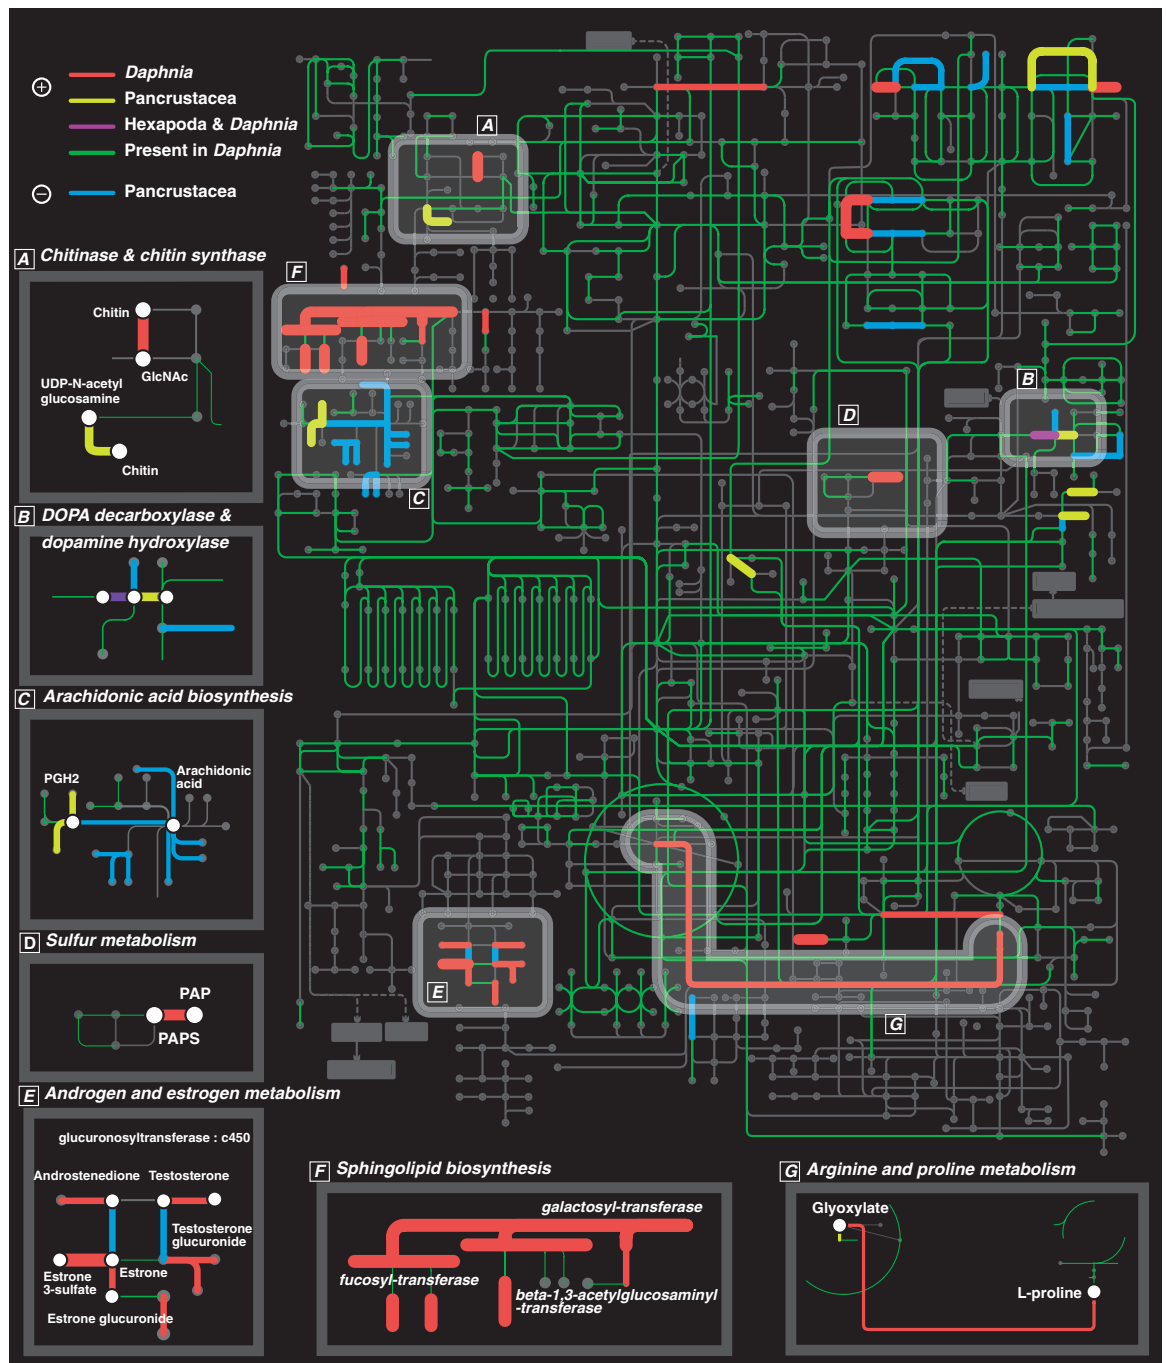 +
Daphnia
Pancrustacea
Hexapoda & Daphnia
Present in Daphnia
−
Pancrustacea
A
F
B
D
C
E
G
A Chitinase & chitin synthase
Chitin
GlcNAc
UDP-N-acetyl
glucosamine
Chitin
B DOPA decarboxylase &
dopamine hydroxylase
C Arachidonic acid biosynthesis
PGH2
Arachidonic
acid
D Sulfur metabolism
PAP
PAPS
E Androgen and estrogen metabolism
glucuronosyltransferase : c450
Androstenedione Testosterone
Testosterone
glucuronide
Estrone
3-sulfate
Estrone
Estrone glucuronide
F Sphingolipid biosynthesis
galactosyl-transferase
fucosyl-transferase
beta-1,3-acetylglucosaminyl
-transferase
G Arginine and proline metabolism
Glyoxylate
L-proline